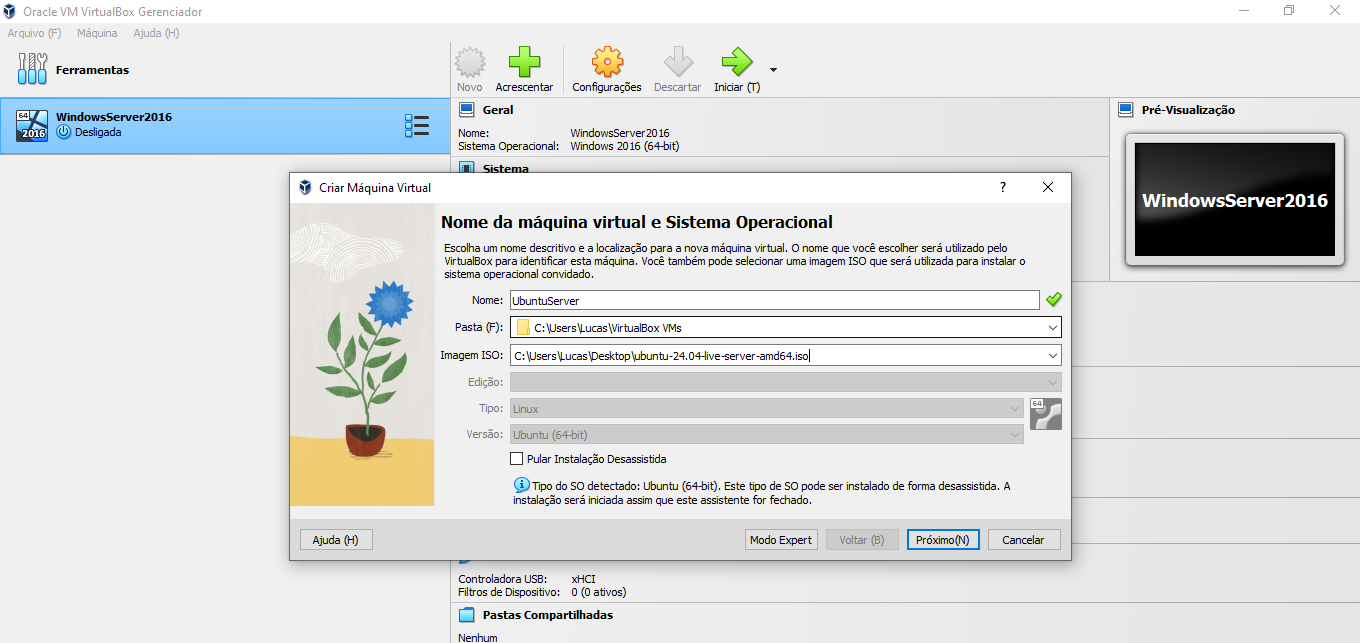 Oracle VM VirtualBox Gerenciador
Arquivo (F) Máquina Ajuda (H)
Ferramentas
Novo Acrescentar Configurações Descartar Iniciar (T)
64
2016
WindowsServer2016
Desligada
Geral
Nome: WindowsServer2016
Sistema Operacional: Windows 2016 (64-bit)
Sistema
Pré-Visualização
WindowsServer2016
Criar Máquina Virtual
?
Nome da máquina virtual e Sistema Operacional
Escolha um nome descritivo e a localização para a nova máquina virtual. O nome que você escolher será utilizado pelo
VirtualBox para identificar esta máquina. Você também pode selecionar uma imagem ISO que será utilizada para instalar o
sistema operacional convidado.
Nome: UbuntuServer
Pasta (F): C:\Users\Lucas\VirtualBox VMs
Imagem ISO: C:\Users\Lucas\Desktop\ubuntu-24.04-live-server-amd64.iso
Edição:
Tipo: Linux
64
Versão: Ubuntu (64-bit)
Pular Instalação Desassistida
Tipo do SO detectado: Ubuntu (64-bit). Este tipo de SO pode ser instalado de forma desassistida. A
instalação será iniciada assim que este assistente for fechado.
Ajuda (H) Modo Expert Voltar (B) Próximo(N) Cancelar
Controladora USB: xHCI
Filtros de Dispositivo: 0 (0 ativos)
Pastas Compartilhadas
Nenhum